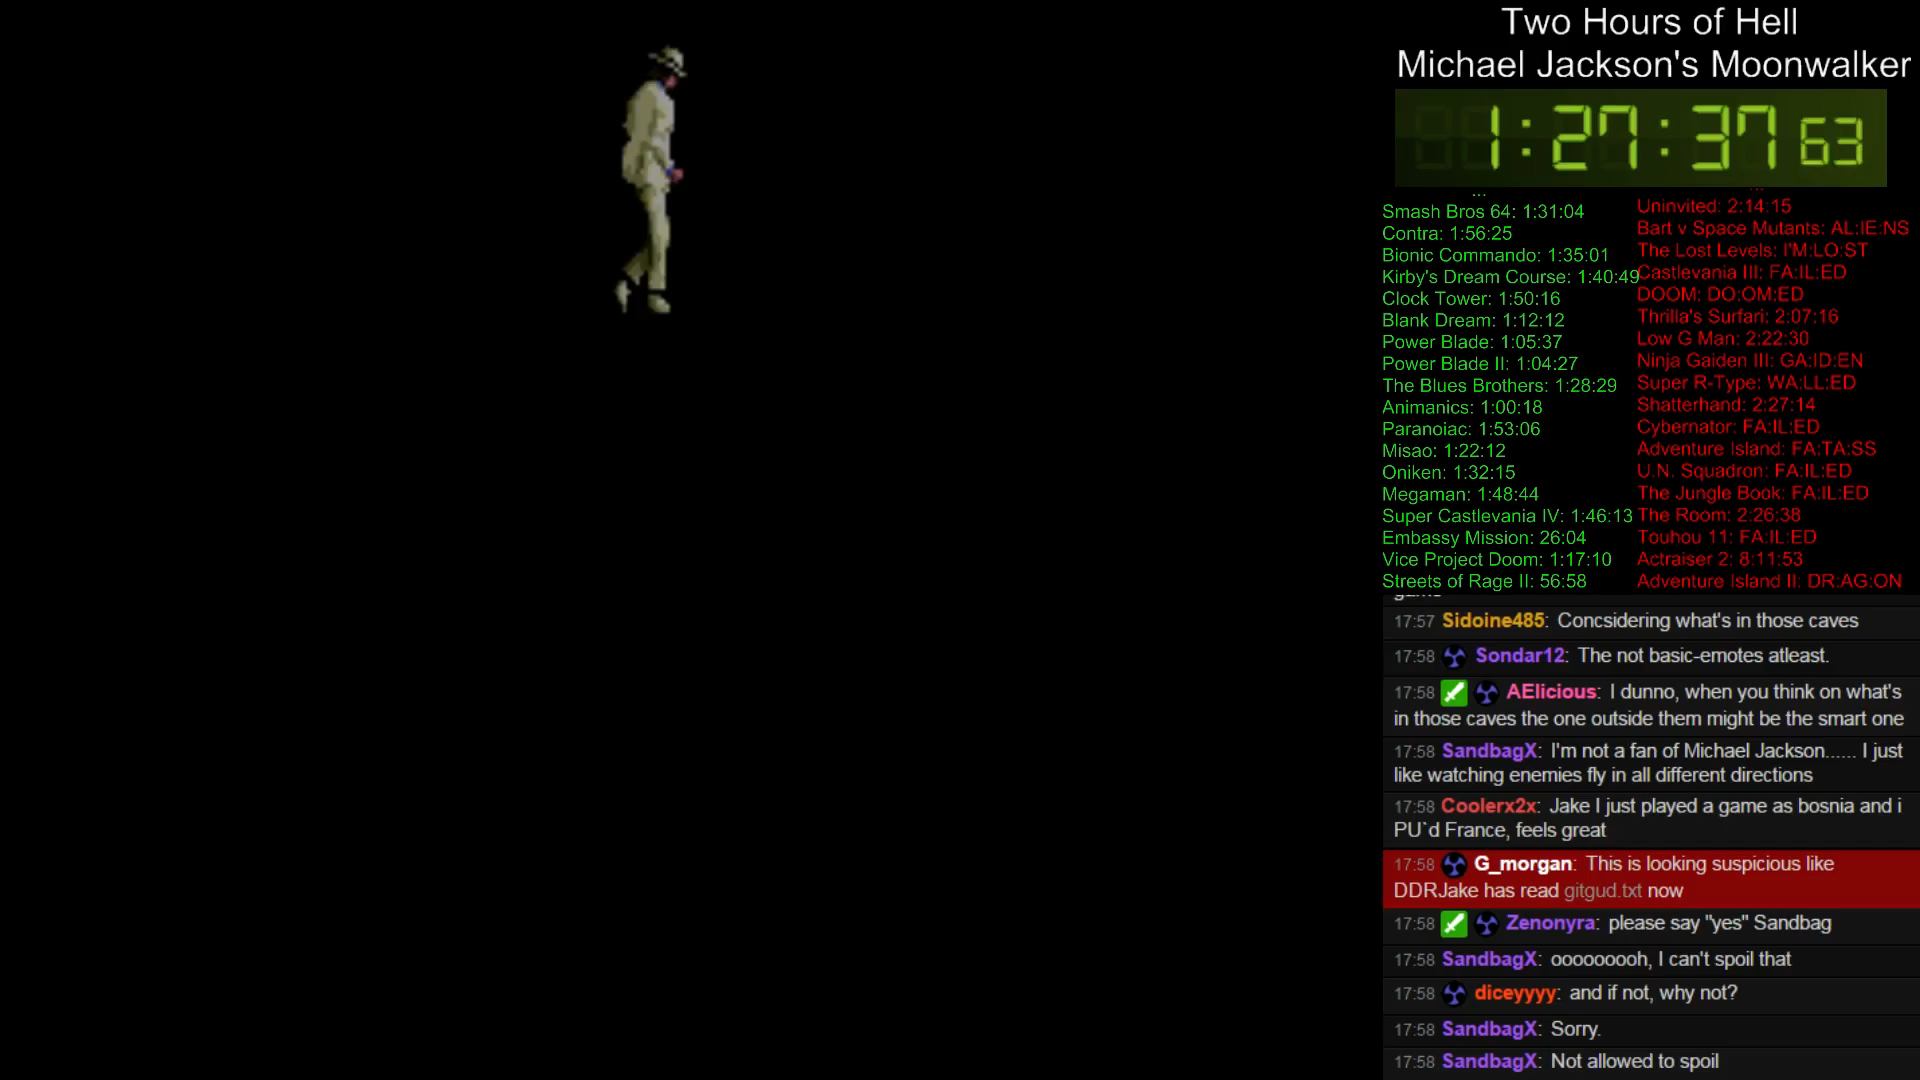 Two Hours of Hell
Michael Jackson's Moonwalker
1:27:37 63
...
Smash Bros 64: 1:31:04
Contra: 1:56:25
Bionic Commando: 1:35:01
Kirby's Dream Course: 1:40:49
Clock Tower: 1:50:16
Blank Dream: 1:12:12
Power Blade: 1:05:37
Power Blade II: 1:04:27
The Blues Brothers: 1:28:29
Animanics: 1:00:18
Paranoiac: 1:53:06
Misao: 1:22:12
Oniken: 1:32:15
Megaman: 1:48:44
Super Castlevania IV: 1:46:13
Embassy Mission: 26:04
Vice Project Doom: 1:17:10
Streets of Rage II: 56:58
...
Uninvited: 2:14:15
Bart v Space Mutants: AL:IE:NS
The Lost Levels: I'M:LO:ST
Castlevania III: FA:IL:ED
DOOM: DO:OM:ED
Thrilla's Surfari: 2:07:16
Low G Man: 2:22:30
Ninja Gaiden III: GA:ID:EN
Super R-Type: WA:LL:ED
Shatterhand: 2:27:14
Cybernator: FA:IL:ED
Adventure Island: FA:TA:SS
U.N. Squadron: FA:IL:ED
The Jungle Book: FA:IL:ED
The Room: 2:26:38
Touhou 11: FA:IL:ED
Actraiser 2: 8:11:53
Adventure Island II: DR:AG:ON
game
17:57 Sidoine485: Concsidering what's in those caves
17:58 Sondar12: The not basic-emotes atleast.
17:58 AElicious: I dunno, when you think on what's
in those caves the one outside them might be the smart one
17:58 SandbagX: I'm not a fan of Michael Jackson...... I just
like watching enemies fly in all different directions
17:58 Coolerx2x: Jake I just played a game as bosnia and i
PU`d France, feels great
17:58 G_morgan: This is looking suspicious like
DDRJake has read gitgud.txt now
17:58 Zenonyra: please say "yes" Sandbag
17:58 SandbagX: ooooooooh, I can't spoil that
17:58 diceyyyy: and if not, why not?
17:58 SandbagX: Sorry.
17:58 SandbagX: Not allowed to spoil